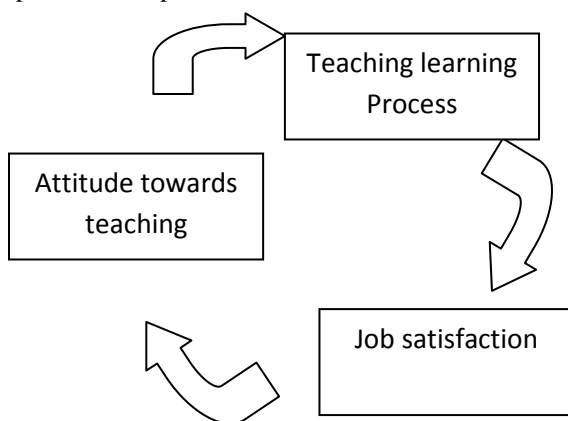 Teaching learning
Process
Attitude towards
teaching
Job satisfaction